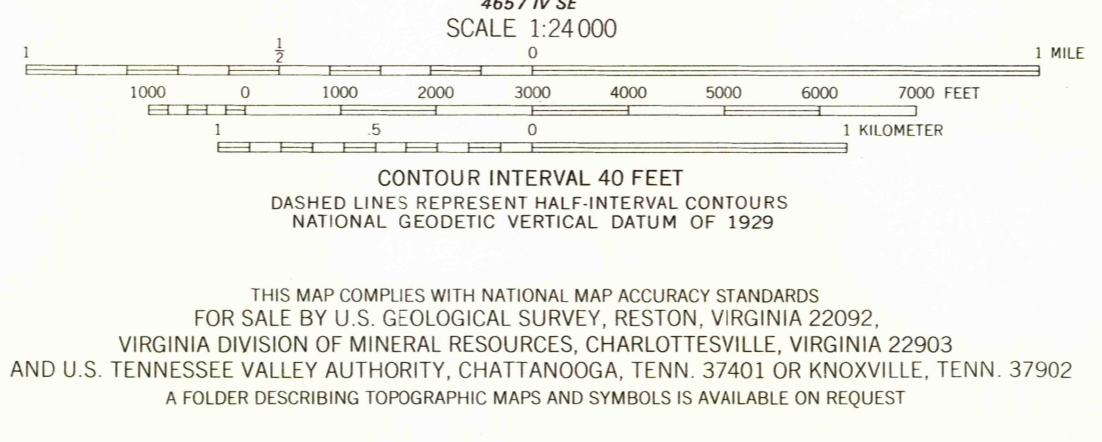 4657 IV SE
SCALE 1:24 000
1 ½ 0 1 MILE
1000 0 1000 2000 3000 4000 5000 6000 7000 FEET
1 .5 0 1 KILOMETER
CONTOUR INTERVAL 40 FEET
DASHED LINES REPRESENT HALF-INTERVAL CONTOURS
NATIONAL GEODETIC VERTICAL DATUM OF 1929
THIS MAP COMPLIES WITH NATIONAL MAP ACCURACY STANDARDS
FOR SALE BY U.S. GEOLOGICAL SURVEY, RESTON, VIRGINIA 22092,
VIRGINIA DIVISION OF MINERAL RESOURCES, CHARLOTTESVILLE, VIRGINIA 22903
AND U.S. TENNESSEE VALLEY AUTHORITY, CHATTANOOGA, TENN. 37401 OR KNOXVILLE, TENN. 37902
A FOLDER DESCRIBING TOPOGRAPHIC MAPS AND SYMBOLS IS AVAILABLE ON REQUEST